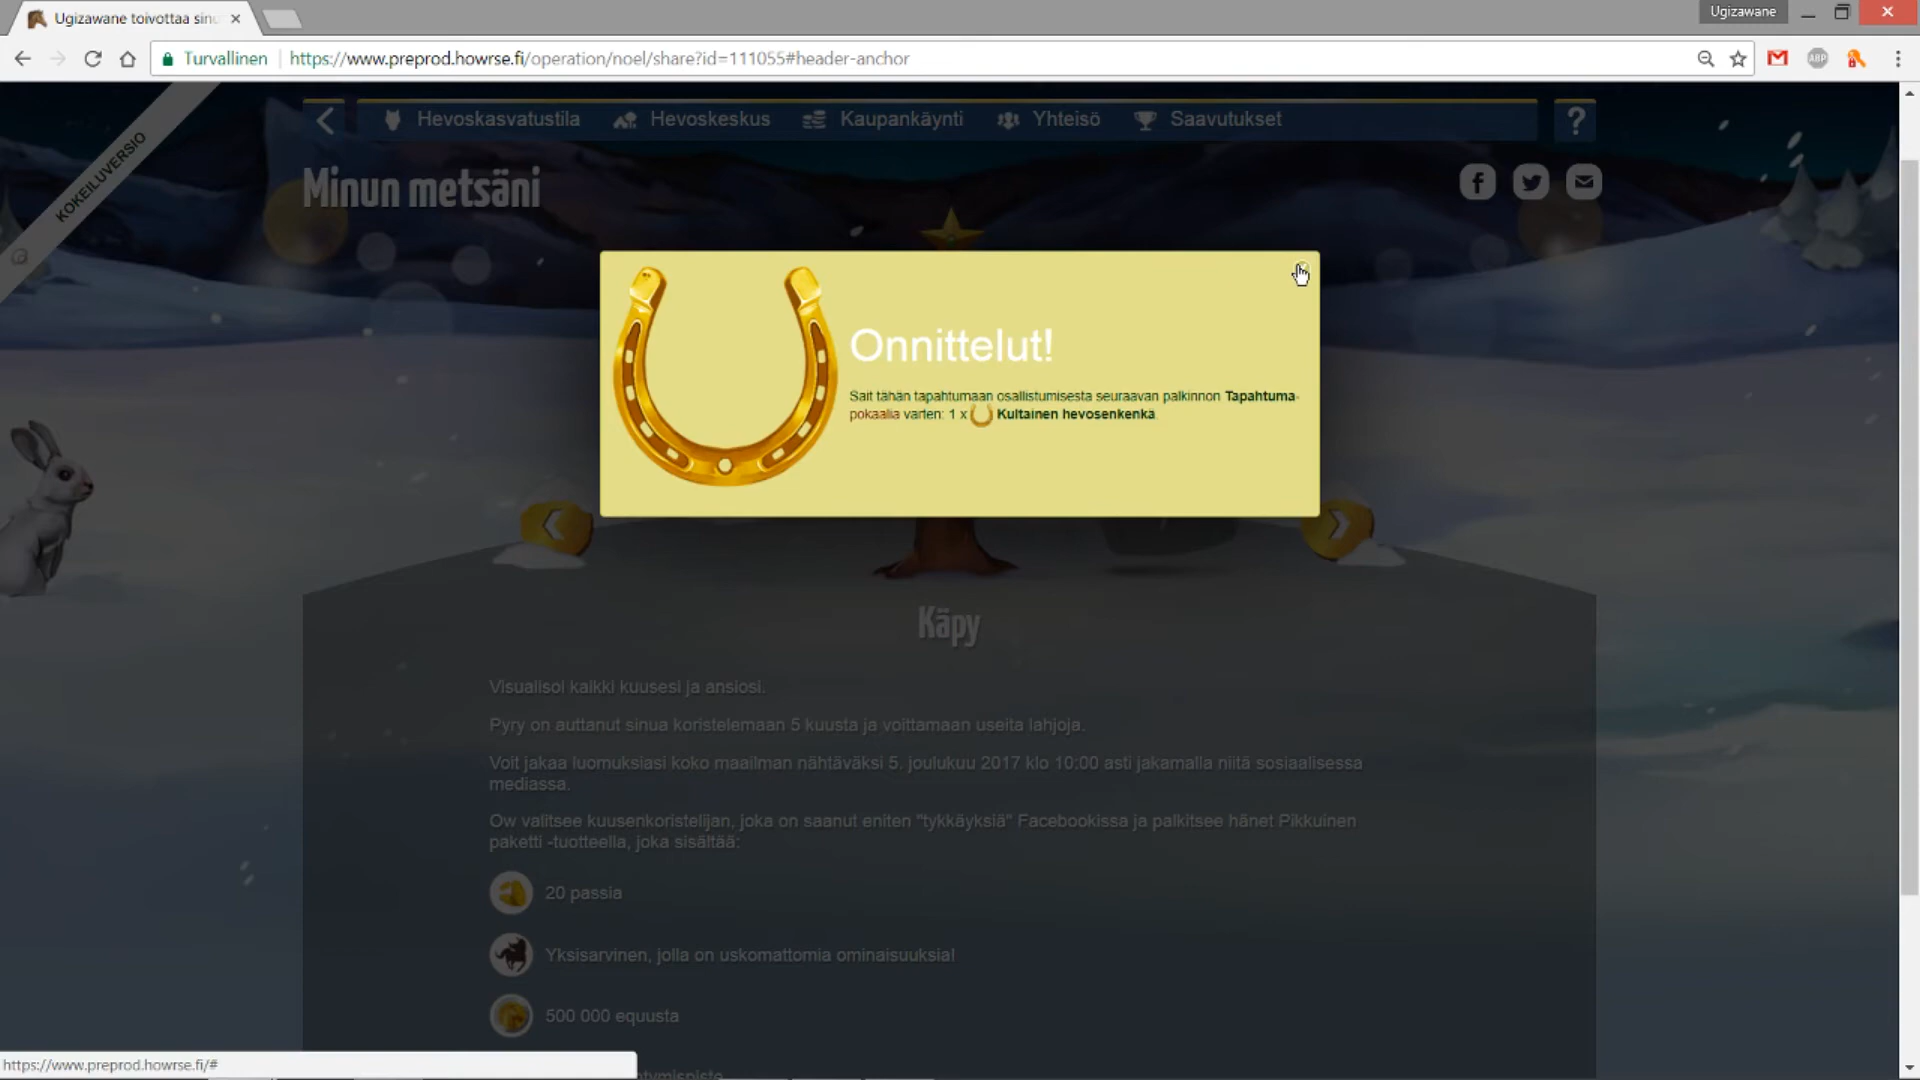 Ugizawane toivottaa sinu
Ugizawane
Turvallinen
https://www.preprod.howrse.fi/operation/noel/share?id=111055#header-anchor
ABP
KOKEILUVERSIO
Hevoskasvatustila
Hevoskeskus
Kaupankäynti
Yhteisö
Saavutukset
?
Minun metsäni
Onnittelut!
Sait tähän tapahtumaan osallistumisesta seuraavan palkinnon Tapahtuma-
pokaalia varten: 1 x Kultainen hevosenkenkä.
Käpy
Visualisoi kaikki kuusesi ja ansiosi.
Pyry on auttanut sinua koristelemaan 5 kuusta ja voittamaan useita lahjoja.
Voit jakaa luomuksiasi koko maailman nähtäväksi 5. joulukuu 2017 klo 10:00 asti jakamalla niitä sosiaalisessa
mediassa.
Ow valitsee kuusenkoristelijan, joka on saanut eniten "tykkäyksiä" Facebookissa ja palkitsee hänet Pikkuinen
paketti -tuotteella, joka sisältää:
20 passia
Yksisarvinen, jolla on uskomattomia ominaisuuksia!
500 000 equusta
https://www.preprod.howrse.fi/#